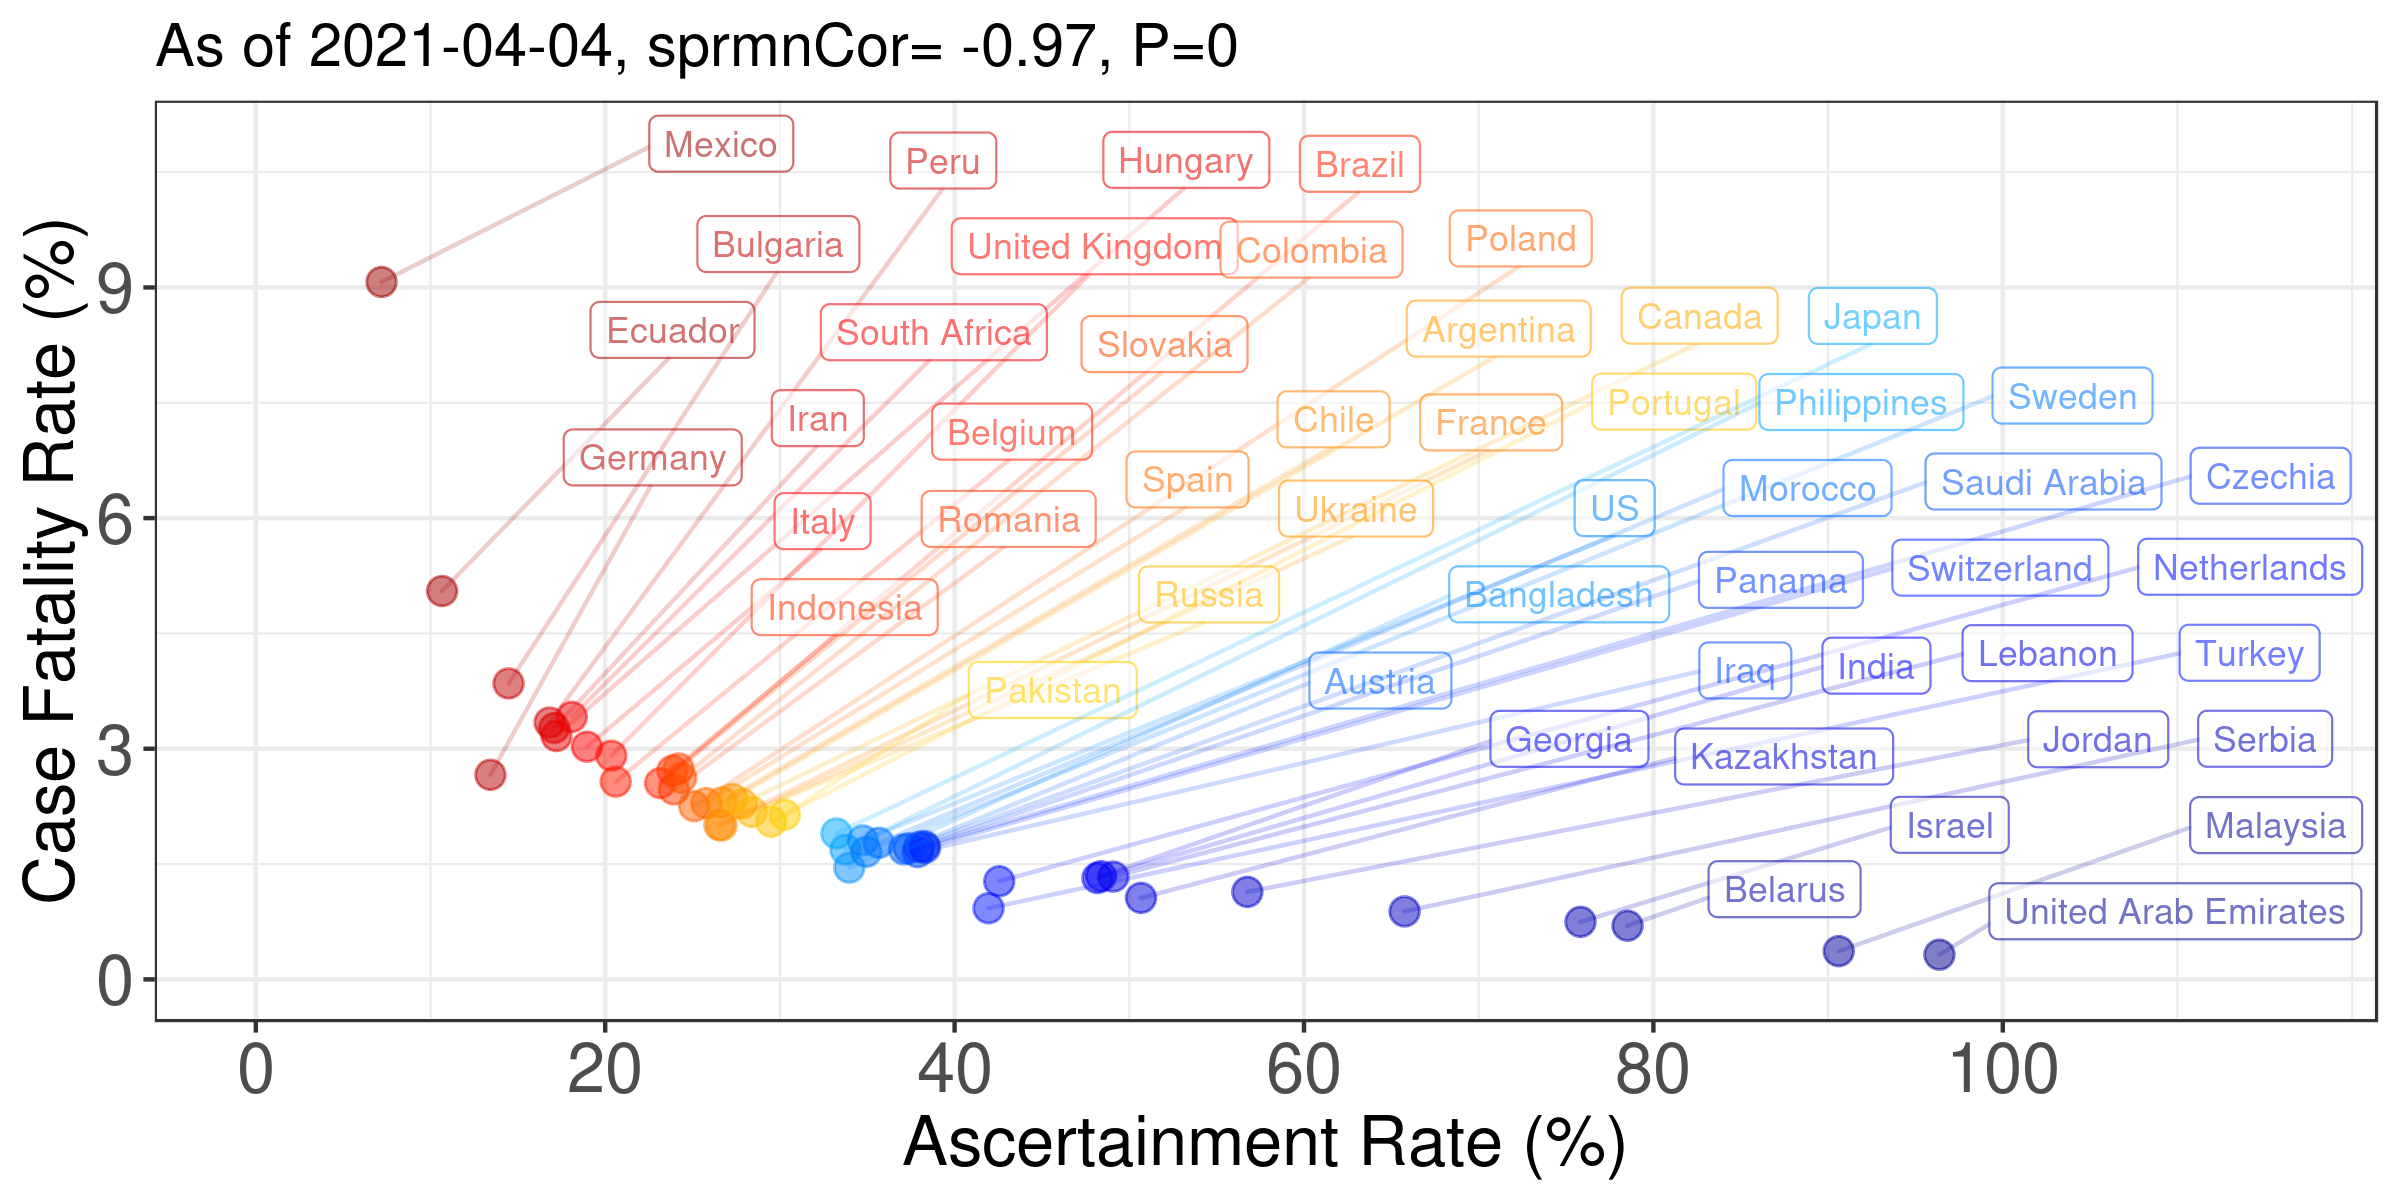 As of 2021-04-04, sprmnCor= -0.97, P=0
Case Fatality Rate (%)
9
6
3
0
Mexico
Peru
Hungary
Brazil
Bulgaria
United Kingdom
Colombia
Poland
Ecuador
South Africa
Slovakia
Argentina
Canada
Japan
Germany
Iran
Belgium
Chile
France
Portugal
Philippines
Sweden
Italy
Romania
Spain
Ukraine
US
Morocco
Saudi Arabia
Czechia
Indonesia
Russia
Bangladesh
Panama
Switzerland
Netherlands
Pakistan
Austria
Iraq
India
Lebanon
Turkey
Georgia
Kazakhstan
Jordan
Serbia
Israel
Malaysia
Belarus
United Arab Emirates
0 20 40 60 80 100
Ascertainment Rate (%)